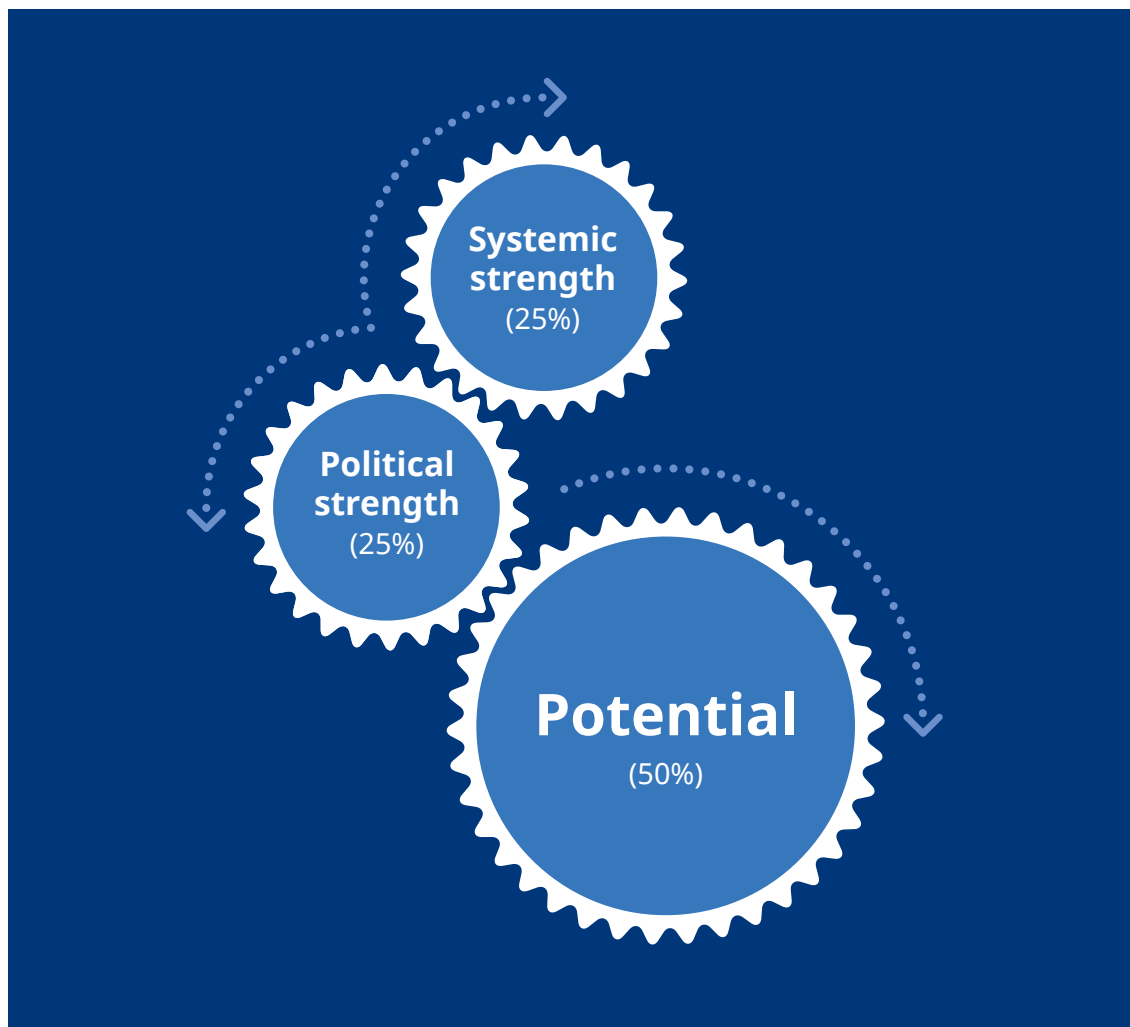 Systemic
strength
(25%)
Political
strength
(25%)
Potential
(50%)